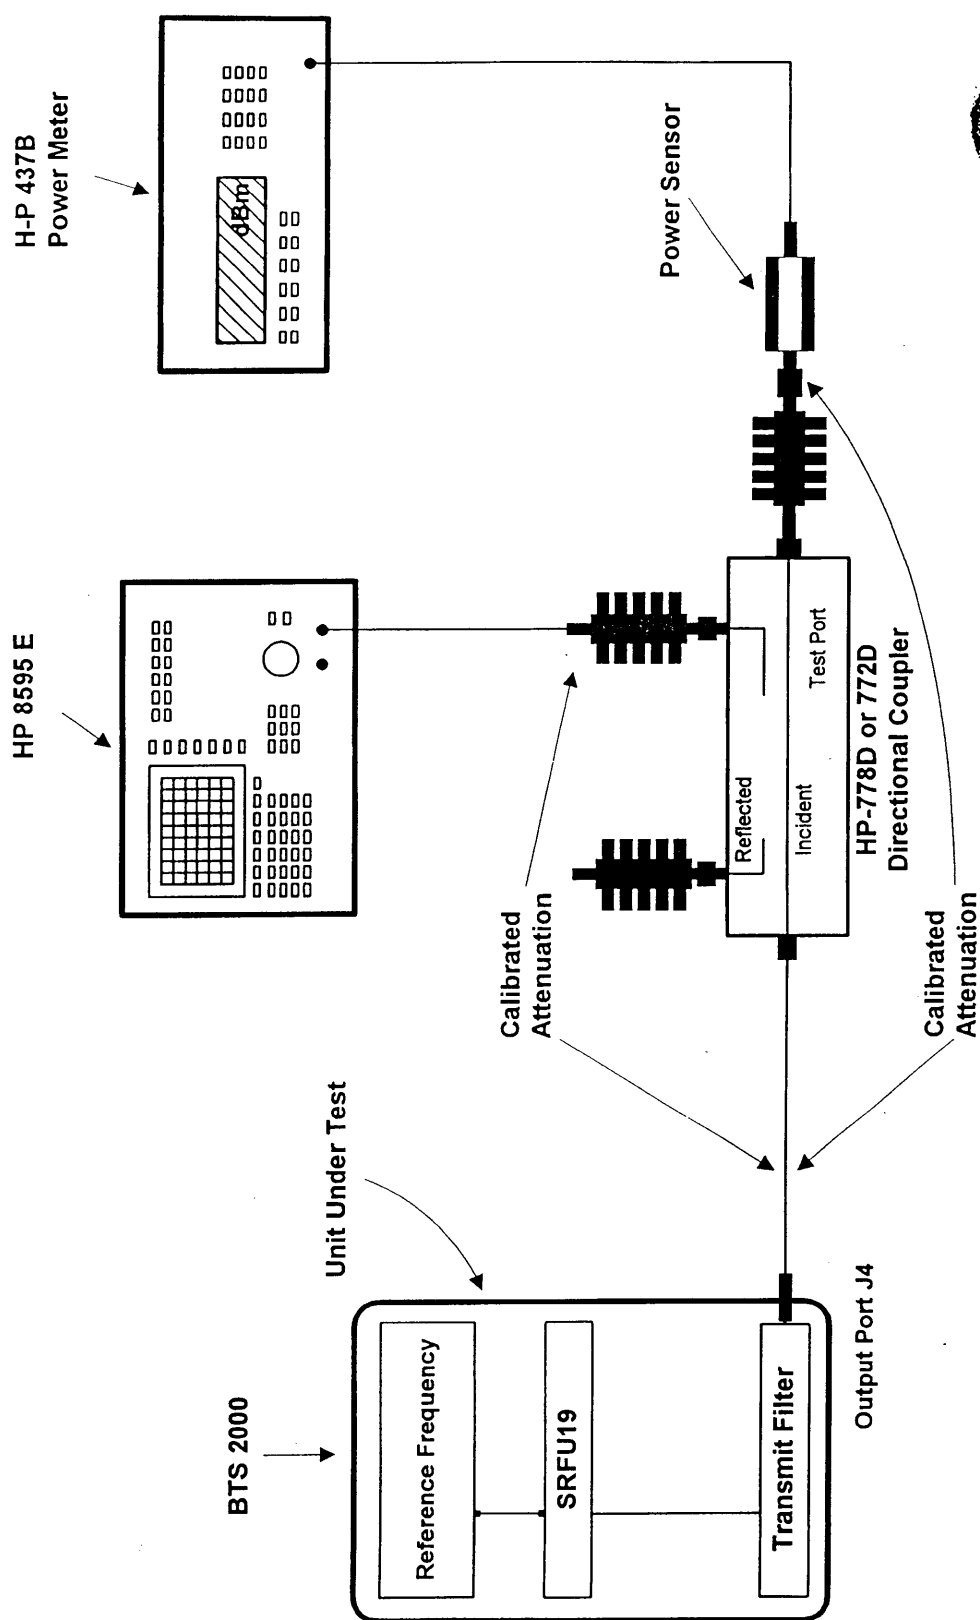 H-P 437B
Power Meter
dBm
HP 8595 E
Power Sensor
Calibrated
Attenuation
Reflected
Incident
Test Port
HP-778D or 772D
Directional Coupler
Calibrated
Attenuation
Unit Under Test
BTS 2000
Reference Frequency
SRFU19
Transmit Filter
Output Port J4